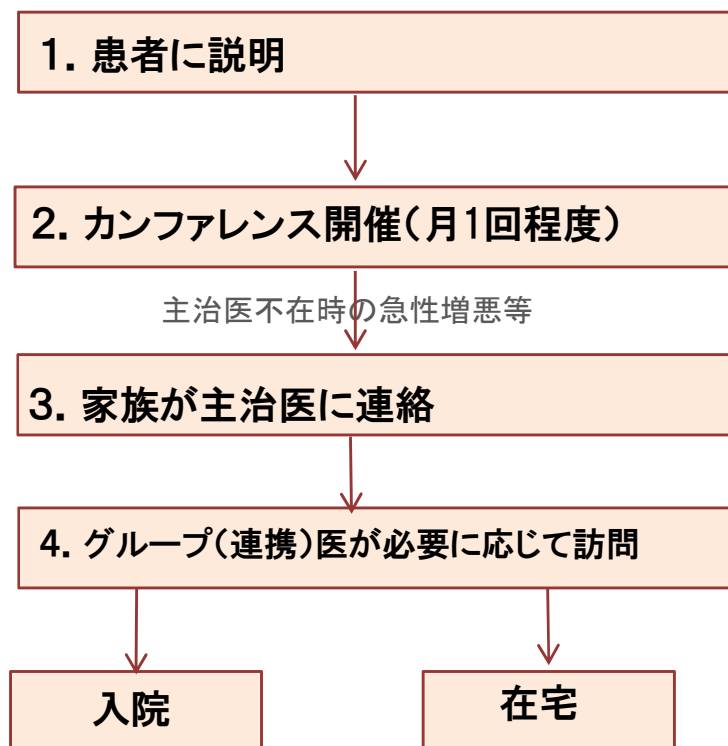 1．患者に説明
2．カンファレンス開催（月1回程度）
主治医不在時の急性増悪等
3．家族が主治医に連絡
4．グループ（連携）医が必要に応じて訪問
入院
在宅